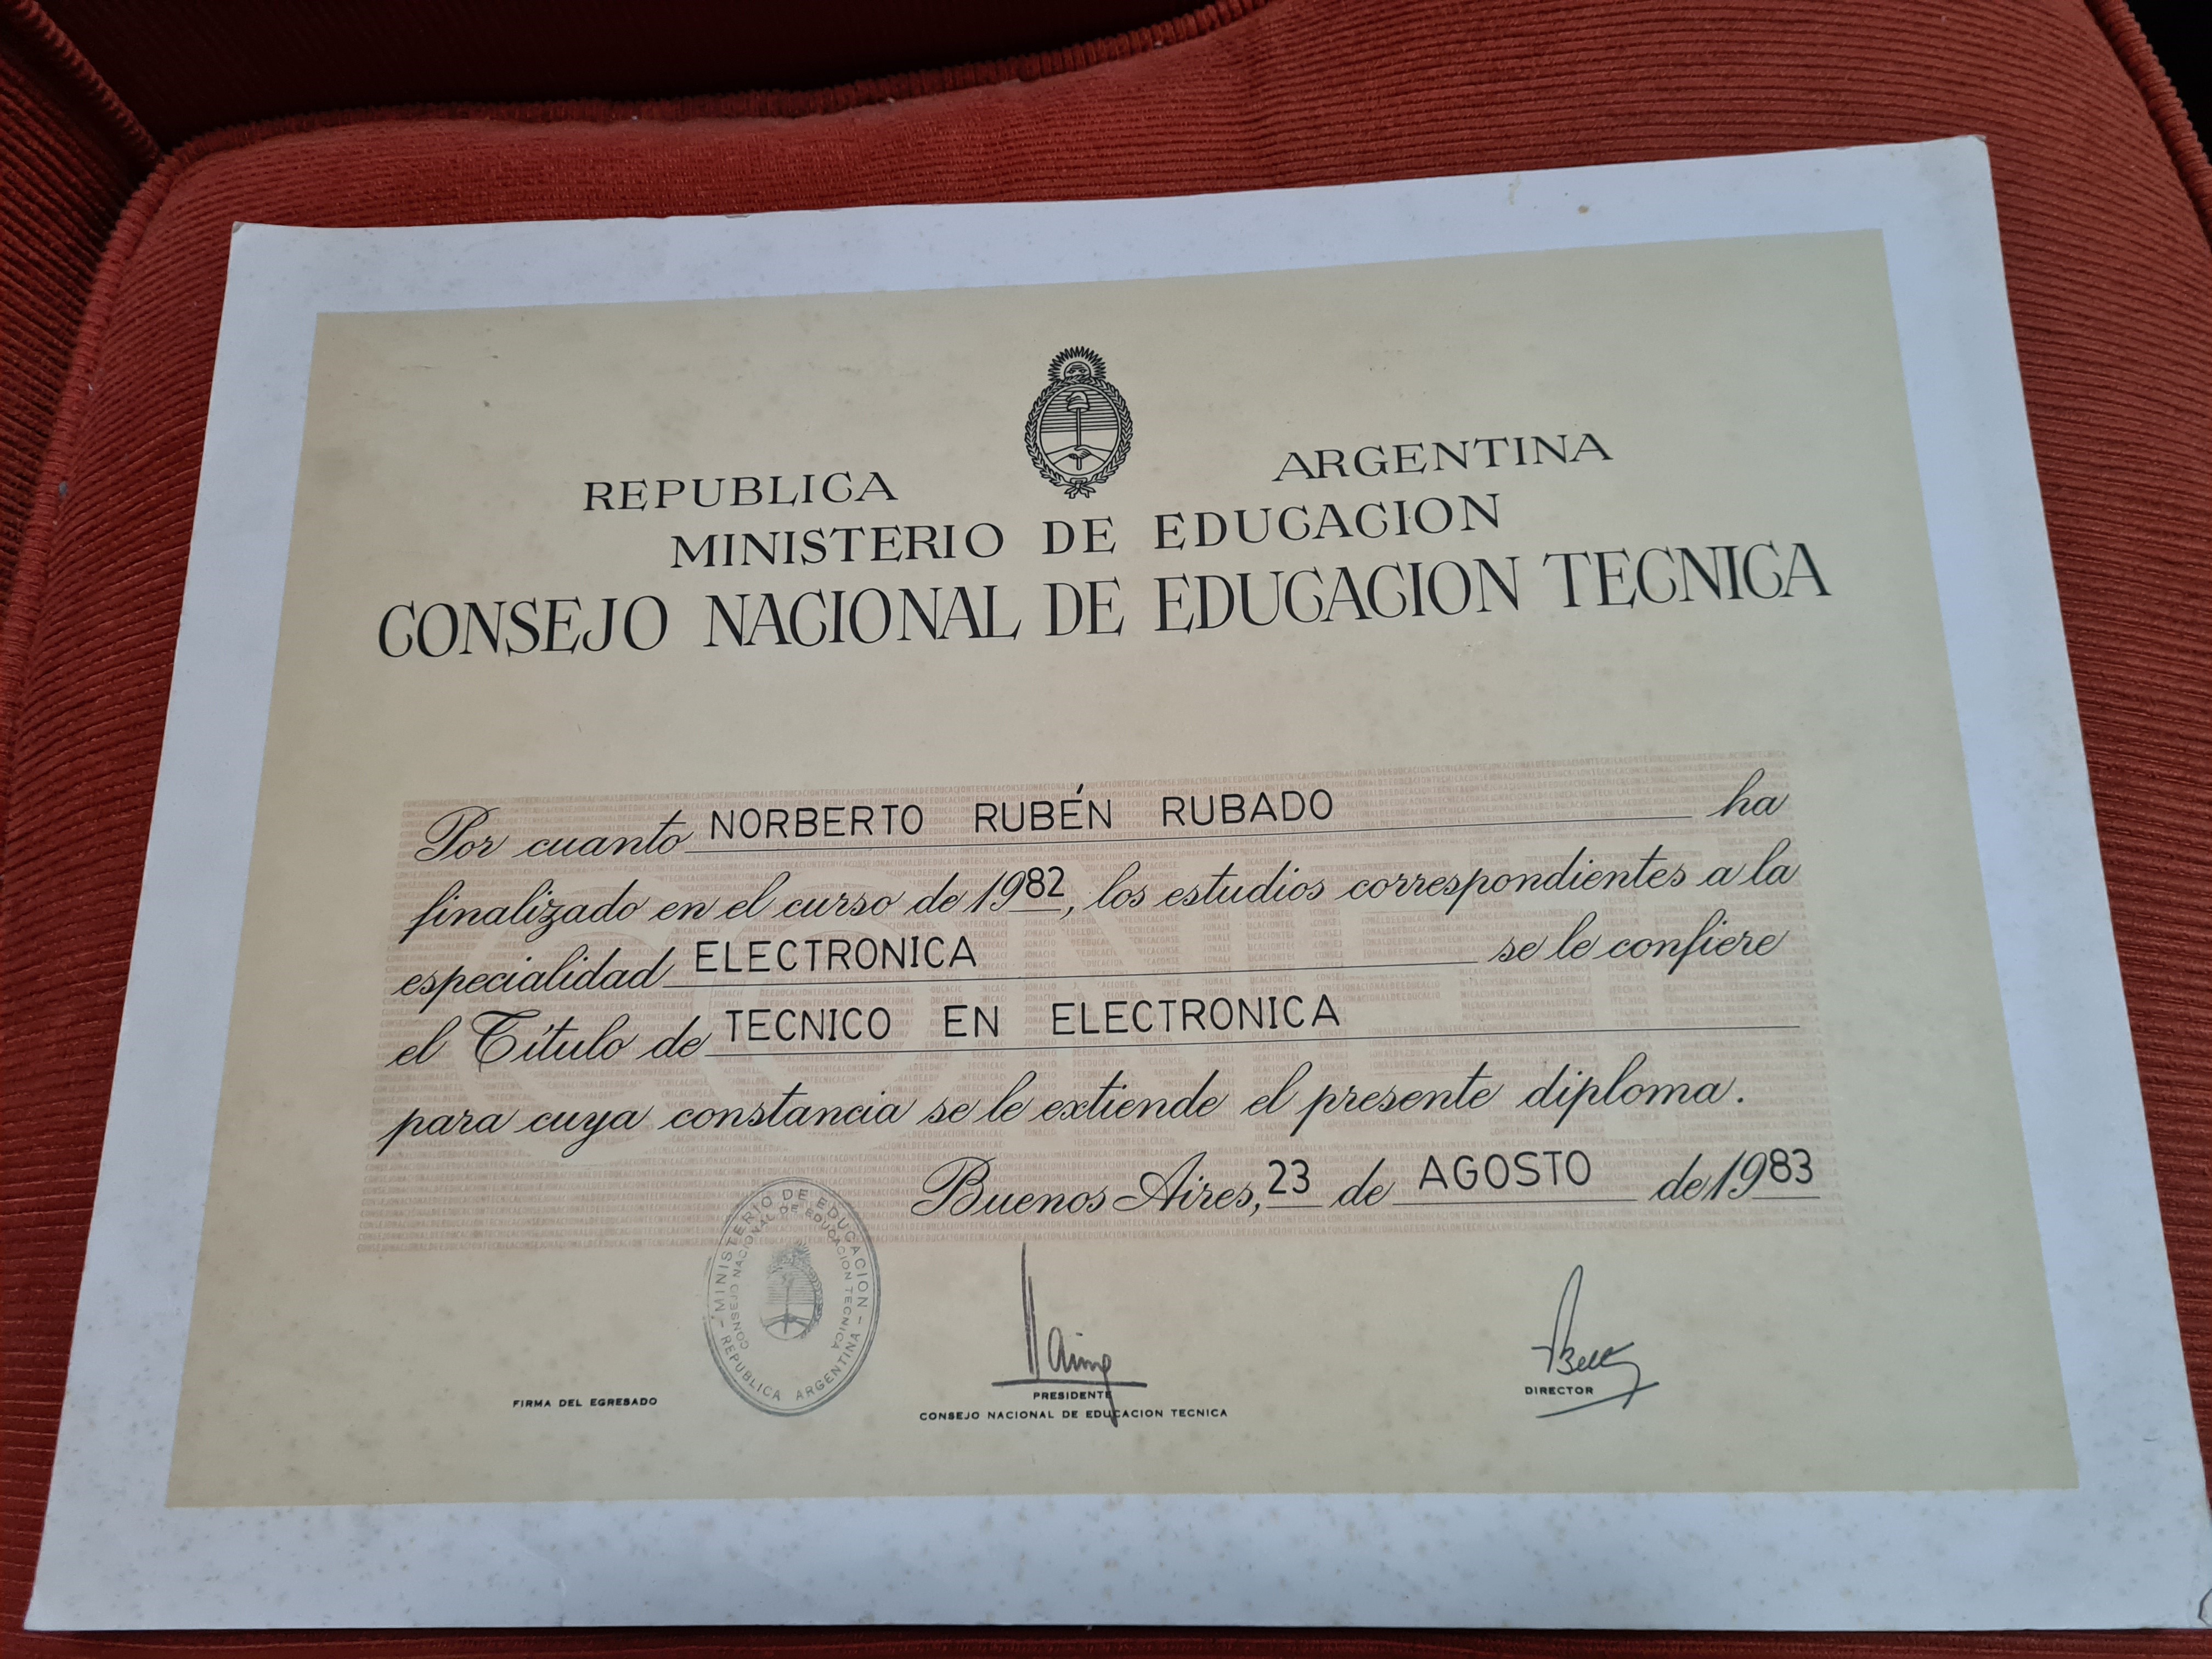 REPUBLICA ARGENTINA
MINISTERIO DE EDUCACION
CONSEJO NACIONAL DE EDUCACION TECNICA
Por cuanto NORBERTO RUBÉN RUBADO ha
finalizado en el curso de 1982, los estudios correspondientes a la
especialidad ELECTRONICA se le confiere
el Título de TECNICO EN ELECTRONICA
para cuya constancia se le extiende el presente diploma.
Buenos Aires, 23 de AGOSTO de 1983
MINISTERIO DE EDUCACION
CONSEJO NACIONAL DE EDUCACION TECNICA
REPUBLICA ARGENTINA
FIRMA DEL EGRESADO
PRESIDENTE
CONSEJO NACIONAL DE EDUCACION TECNICA
DIRECTOR